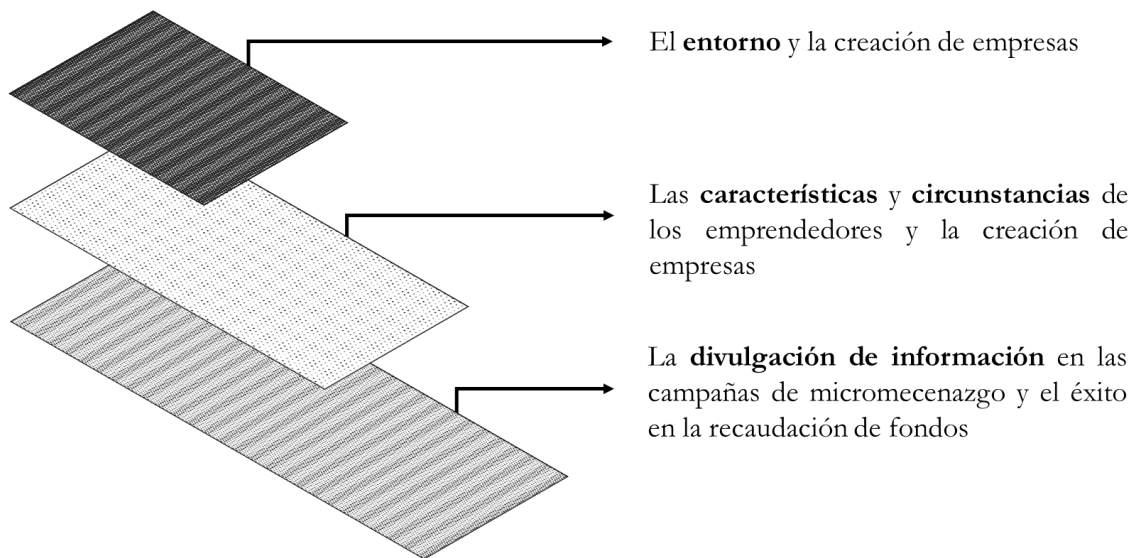 El entorno y la creación de empresas
Las características y circunstancias de
los emprendedores y la creación de
empresas
La divulgación de información en las
campañas de micromecenazgo y el éxito
en la recaudación de fondos